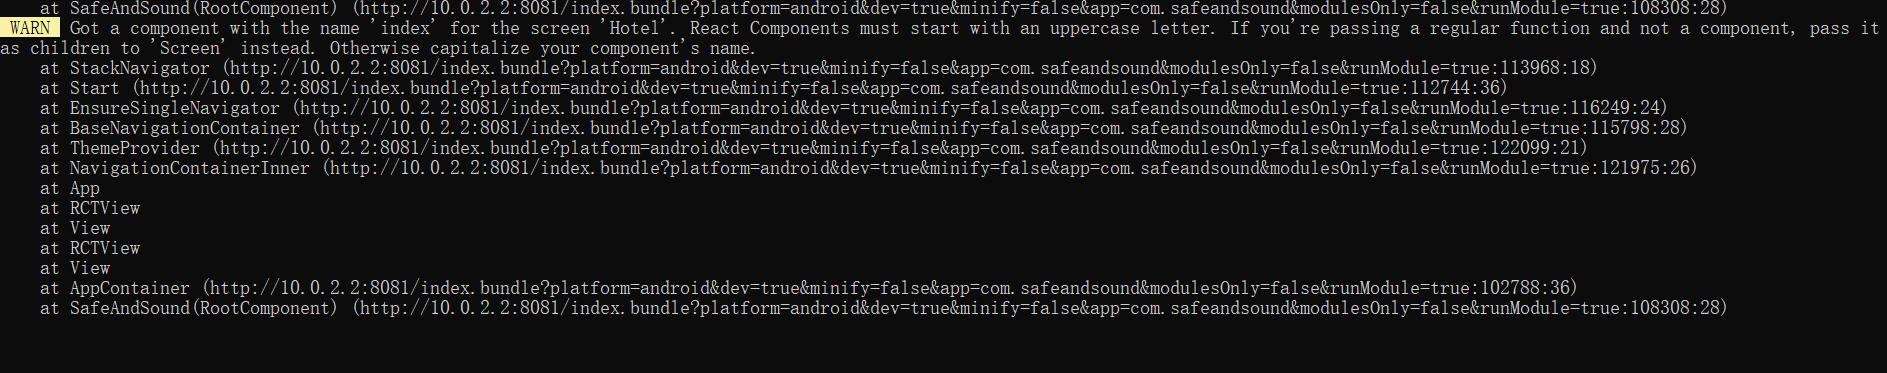 at SafeAndSound(RootComponent) (http://10.0.2.2:8081/index.bundle?platform=android&dev=true&minify=false&app=com.safeandsound&modulesOnly=false&runModule=true:108308:28)
WARN Got a component with the name 'index' for the screen 'Hotel'. React Components must start with an uppercase letter. If you're passing a regular function and not a component, pass it
as children to 'Screen' instead. Otherwise capitalize your component's name.
at StackNavigator (http://10.0.2.2:8081/index.bundle?platform=android&dev=true&minify=false&app=com.safeandsound&modulesOnly=false&runModule=true:113968:18)
at Start (http://10.0.2.2:8081/index.bundle?platform=android&dev=true&minify=false&app=com.safeandsound&modulesOnly=false&runModule=true:112744:36)
at EnsureSingleNavigator (http://10.0.2.2:8081/index.bundle?platform=android&dev=true&minify=false&app=com.safeandsound&modulesOnly=false&runModule=true:116249:24)
at BaseNavigationContainer (http://10.0.2.2:8081/index.bundle?platform=android&dev=true&minify=false&app=com.safeandsound&modulesOnly=false&runModule=true:115798:28)
at ThemeProvider (http://10.0.2.2:8081/index.bundle?platform=android&dev=true&minify=false&app=com.safeandsound&modulesOnly=false&runModule=true:122099:21)
at NavigationContainerInner (http://10.0.2.2:8081/index.bundle?platform=android&dev=true&minify=false&app=com.safeandsound&modulesOnly=false&runModule=true:121975:26)
at App
at RCTView
at View
at RCTView
at View
at AppContainer (http://10.0.2.2:8081/index.bundle?platform=android&dev=true&minify=false&app=com.safeandsound&modulesOnly=false&runModule=true:102788:36)
at SafeAndSound(RootComponent) (http://10.0.2.2:8081/index.bundle?platform=android&dev=true&minify=false&app=com.safeandsound&modulesOnly=false&runModule=true:108308:28)